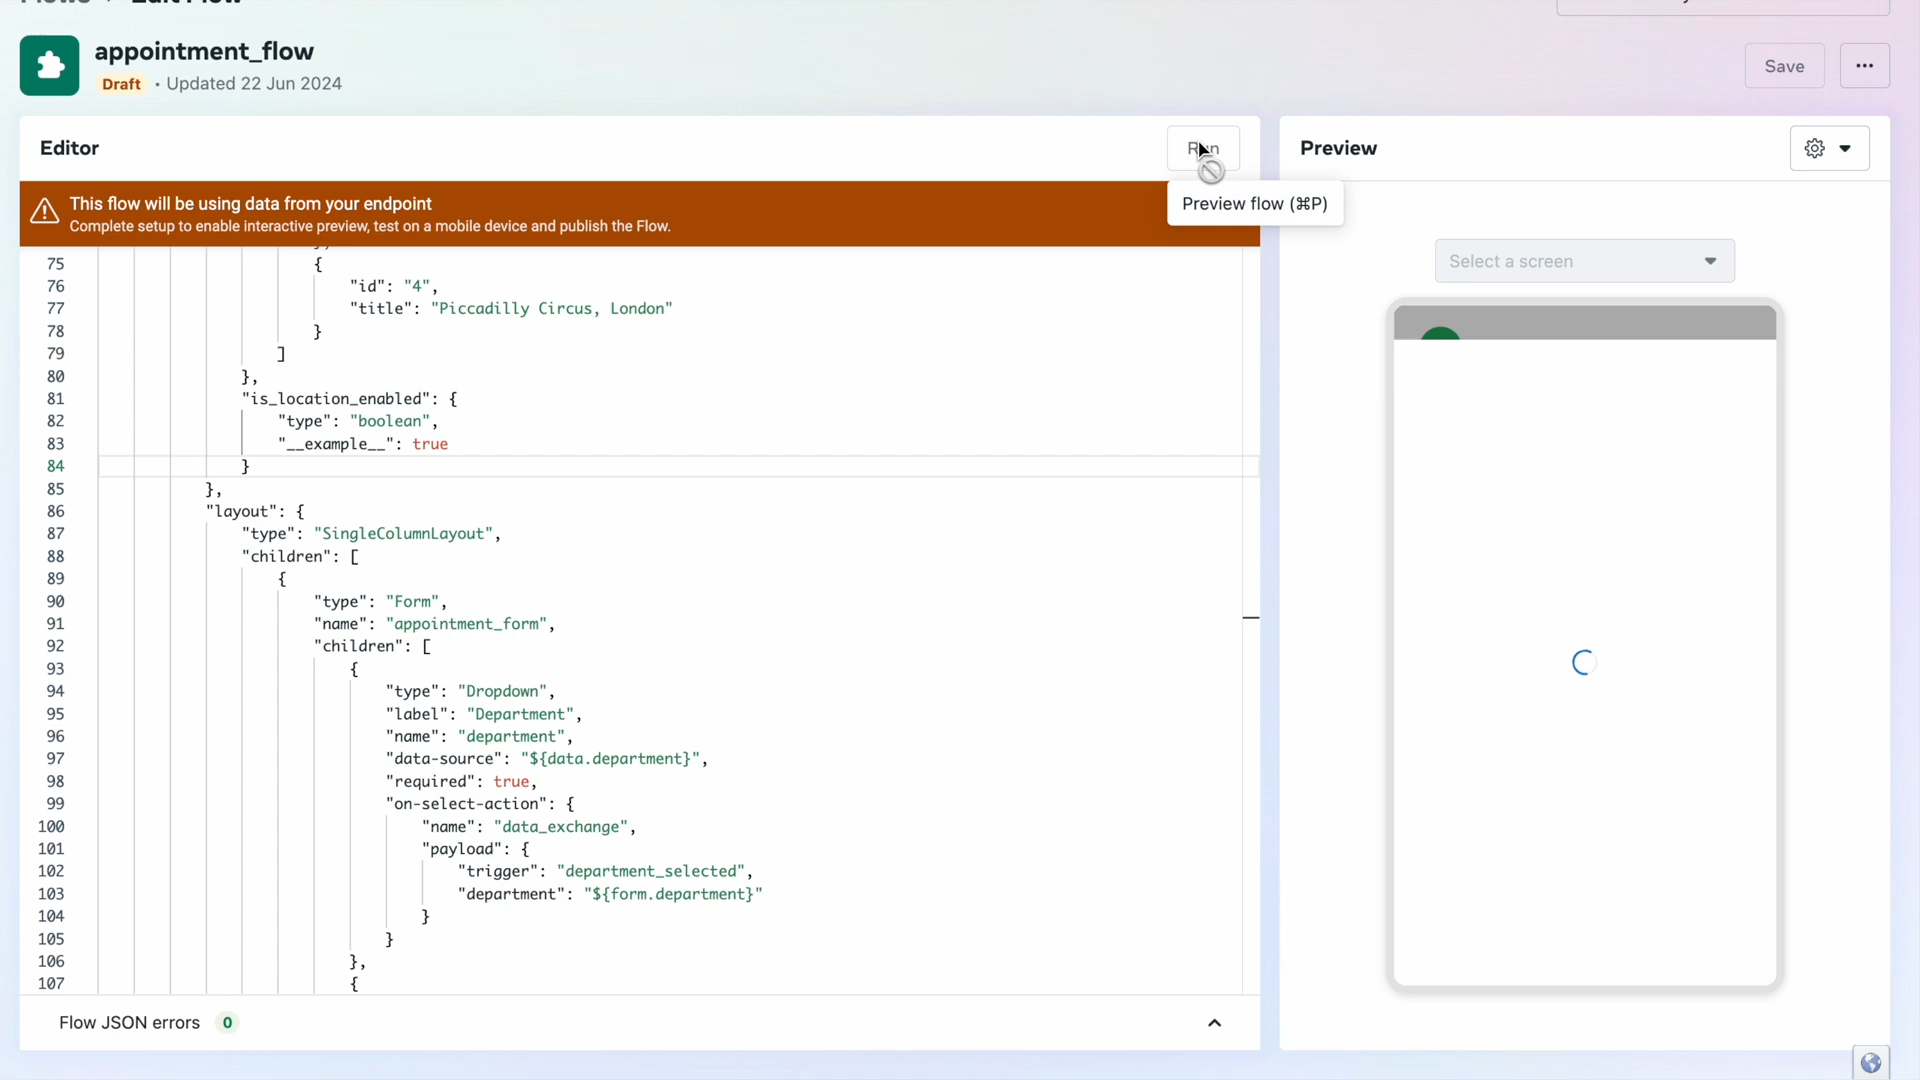 appointment_flow
Draft • Updated 22 Jun 2024
Save
Editor
Preview
This flow will be using data from your endpoint
Complete setup to enable interactive preview, test on a mobile device and publish the Flow.
Preview flow (⌘P)
Select a screen
75 {
76 "id": "4",
77 "title": "Piccadilly Circus, London"
78 }
79 ]
80 },
81 "is_location_enabled": {
82 "type": "boolean",
83 "__example__": true
84 }
85 },
86 "layout": {
87 "type": "SingleColumnLayout",
88 "children": [
89 {
90 "type": "Form",
91 "name": "appointment_form",
92 "children": [
93 {
94 "type": "Dropdown",
95 "label": "Department",
96 "name": "department",
97 "data-source": "${data.department}",
98 "required": true,
99 "on-select-action": {
100 "name": "data_exchange",
101 "payload": {
102 "trigger": "department_selected",
103 "department": "${form.department}"
104 }
105 }
106 },
107 {
Flow JSON errors 0